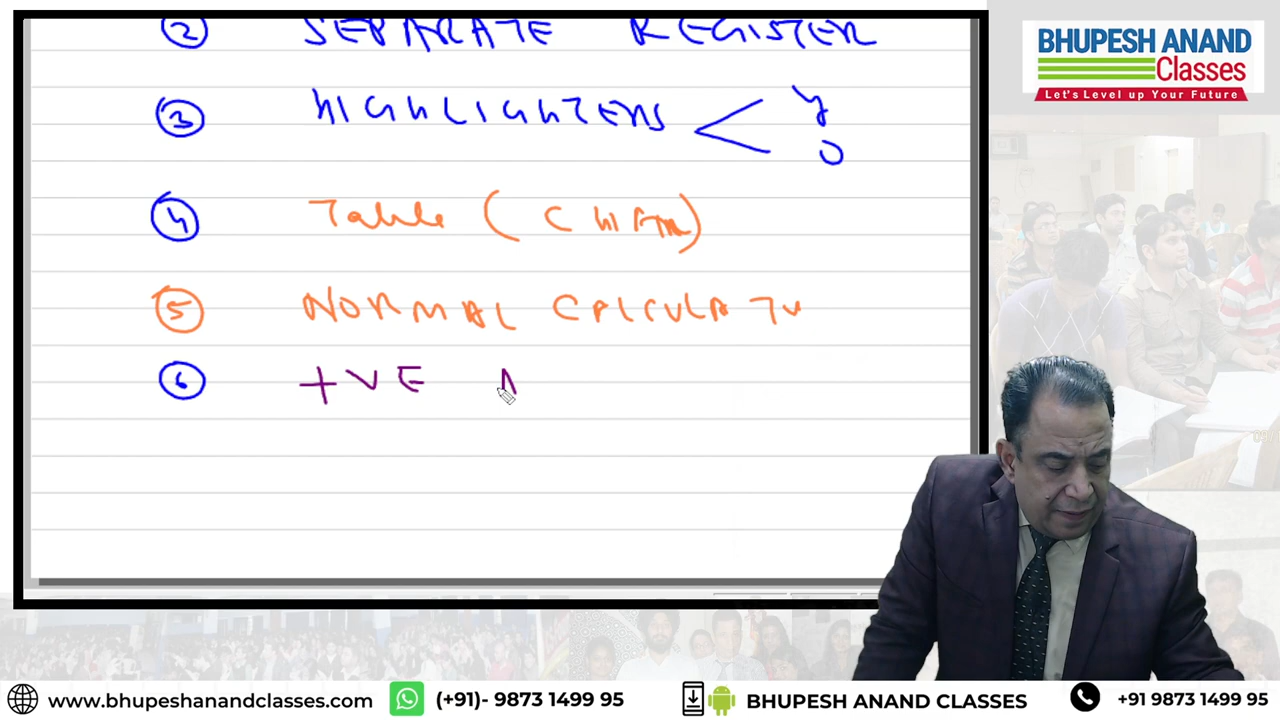 ② SEPARATE REGISTER
③ HIGHLIGHTERS < Y
O
④ Table (CHAIR)
⑤ NORMAL CALCULATOR
⑥ +VE
BHUPESH ANAND
Classes
Let's Level up Your Future
www.bhupeshanandclasses.com (+91)- 9873 1499 95 BHUPESH ANAND CLASSES +91 9873 1499 95